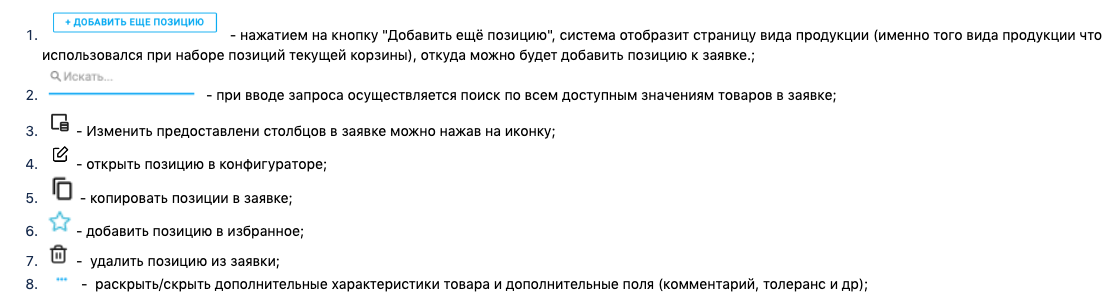 + ДОБАВИТЬ ЕЩЕ ПОЗИЦИЮ
1. - нажатием на кнопку "Добавить ещё позицию", система отобразит страницу вида продукции (именно того вида продукции что
использовался при наборе позиций текущей корзины), откуда можно будет добавить позицию к заявке.;
Искать...
2. - при вводе запроса осуществляется поиск по всем доступным значениям товаров в заявке;
3. - Изменить предоставлени столбцов в заявке можно нажав на иконку;
4. - открыть позицию в конфигураторе;
5. - копировать позиции в заявке;
6. - добавить позицию в избранное;
7. - удалить позицию из заявки;
8. - раскрыть/скрыть дополнительные характеристики товара и дополнительные поля (комментарий, толеранс и др);